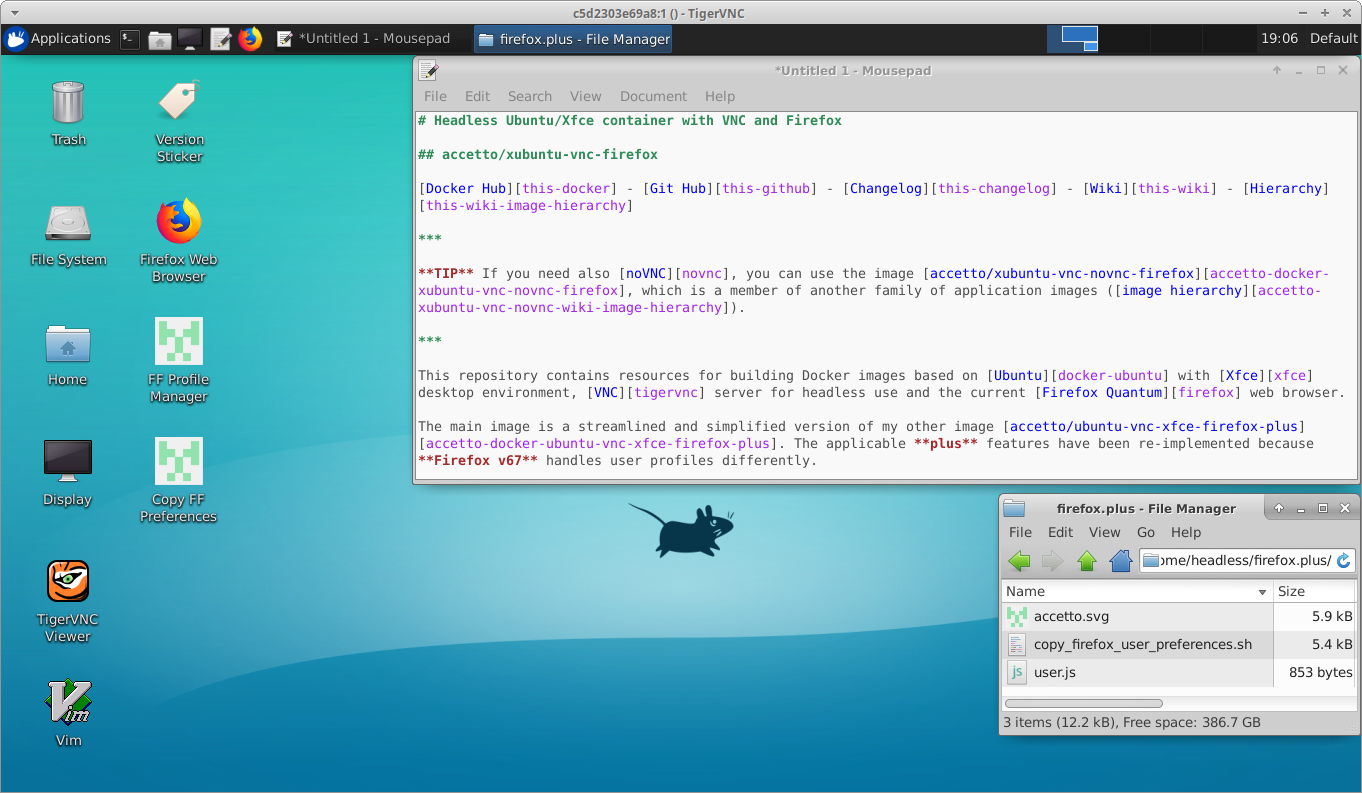 c5d2303e69a8:1 () - TigerVNC
Applications
*Untitled 1 - Mousepad
firefox.plus - File Manager
19:06 Default
Trash
Version
Sticker
File System
Firefox Web
Browser
Home
FF Profile
Manager
Display
Copy FF
Preferences
TigerVNC
Viewer
Vim
*Untitled 1 - Mousepad
File Edit Search View Document Help
# Headless Ubuntu/Xfce container with VNC and Firefox
## accetto/xubuntu-vnc-firefox
[Docker Hub][this-docker] - [Git Hub][this-github] - [Changelog][this-changelog] - [Wiki][this-wiki] - [Hierarchy]
[this-wiki-image-hierarchy]
***
**TIP** If you need also [noVNC][novnc], you can use the image [accetto/xubuntu-vnc-novnc-firefox][accetto-docker-
xubuntu-vnc-novnc-firefox], which is a member of another family of application images ([image hierarchy][accetto-
xubuntu-vnc-novnc-wiki-image-hierarchy]).
***
This repository contains resources for building Docker images based on [Ubuntu][docker-ubuntu] with [Xfce][xfce]
desktop environment, [VNC][tigervnc] server for headless use and the current [Firefox Quantum][firefox] web browser.
The main image is a streamlined and simplified version of my other image [accetto/ubuntu-vnc-xfce-firefox-plus]
[accetto-docker-ubuntu-vnc-xfce-firefox-plus]. The applicable **plus** features have been re-implemented because
**Firefox v67** handles user profiles differently.
firefox.plus - File Manager
File Edit View Go Help
ome/headless/firefox.plus/
Name Size
accetto.svg 5.9 kB
copy_firefox_user_preferences.sh 5.4 kB
js user.js 853 bytes
3 items (12.2 kB), Free space: 386.7 GB